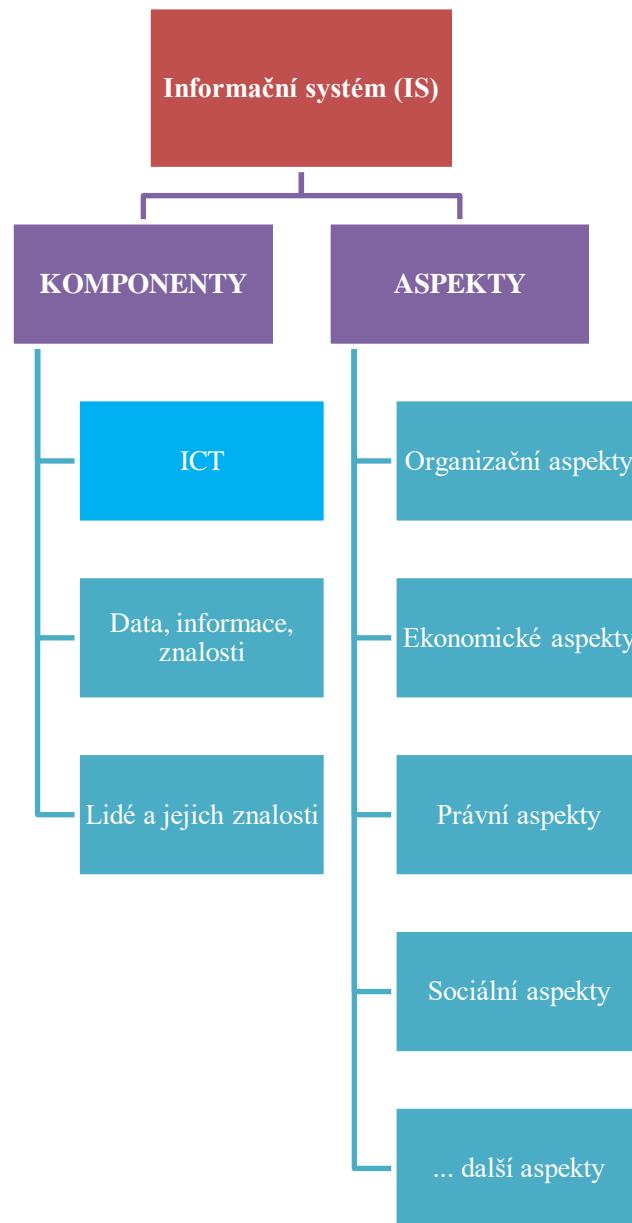 Informační systém (IS)
KOMPONENTY
ICT
Data, informace,
znalosti
Lidé a jejich znalosti
ASPEKTY
Organizační aspekty
Ekonomické aspekty
Právní aspekty
Sociální aspekty
... další aspekty